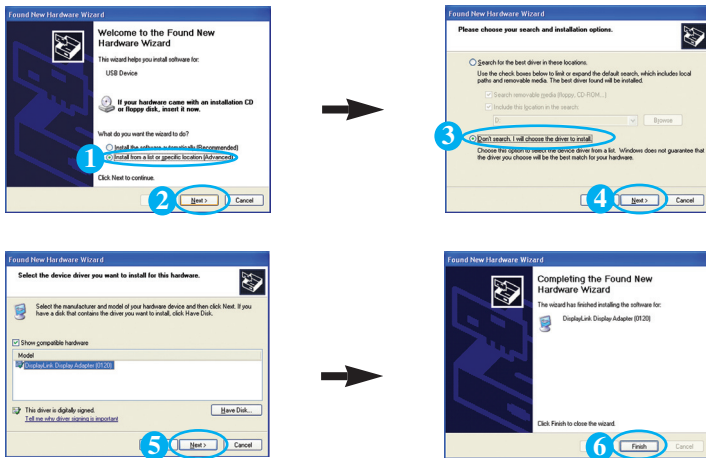 Found New Hardware Wizard
Welcome to the Found New
Hardware Wizard
This wizard helps you install software for:
USB Device
If your hardware came with an installation CD
or floppy disk, insert it now.
What do you want the wizard to do?
Install the software automatically (Recommended)
1
Install from a list or specific location (Advanced)
Click Next to continue.
2
Next >
Cancel
Found New Hardware Wizard
Please choose your search and installation options.
Search for the best driver in these locations.
Use the check boxes below to limit or expand the default search, which includes local
paths and removable media. The best driver found will be installed.
Search removable media (floppy, CD-ROM...)
Include this location in the search:
D:
Browse
3
Don't search. I will choose the driver to install.
Choose this option to select the device driver from a list. Windows does not guarantee that
the driver you choose will be the best match for your hardware.
4
Next >
Cancel
Found New Hardware Wizard
Select the device driver you want to install for this hardware.
Select the manufacturer and model of your hardware device and then click Next. If you
have a disk that contains the driver you want to install, click Have Disk.
Show compatible hardware
Model
DisplayLink Display Adapter (0120)
This driver is digitally signed.
Have Disk...
Tell me why driver signing is important
5
Next >
Cancel
Found New Hardware Wizard
Completing the Found New
Hardware Wizard
The wizard has finished installing the software for:
DisplayLink Display Adapter (0120)
Click Finish to close the wizard.
6
Finish
Cancel